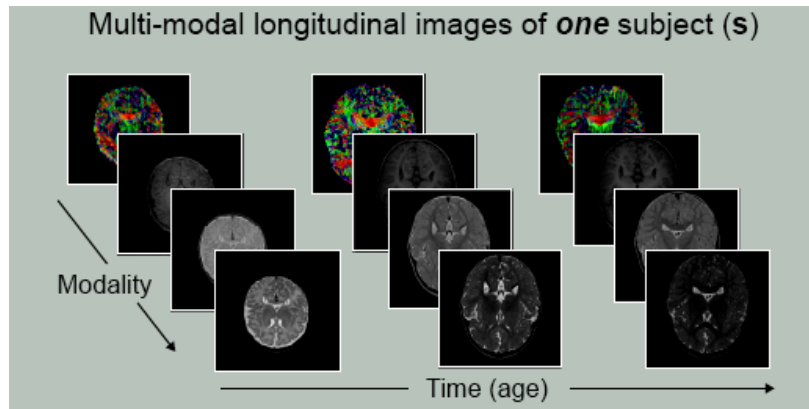 Multi-modal longitudinal images of one subject (s)
Modality
Time (age)